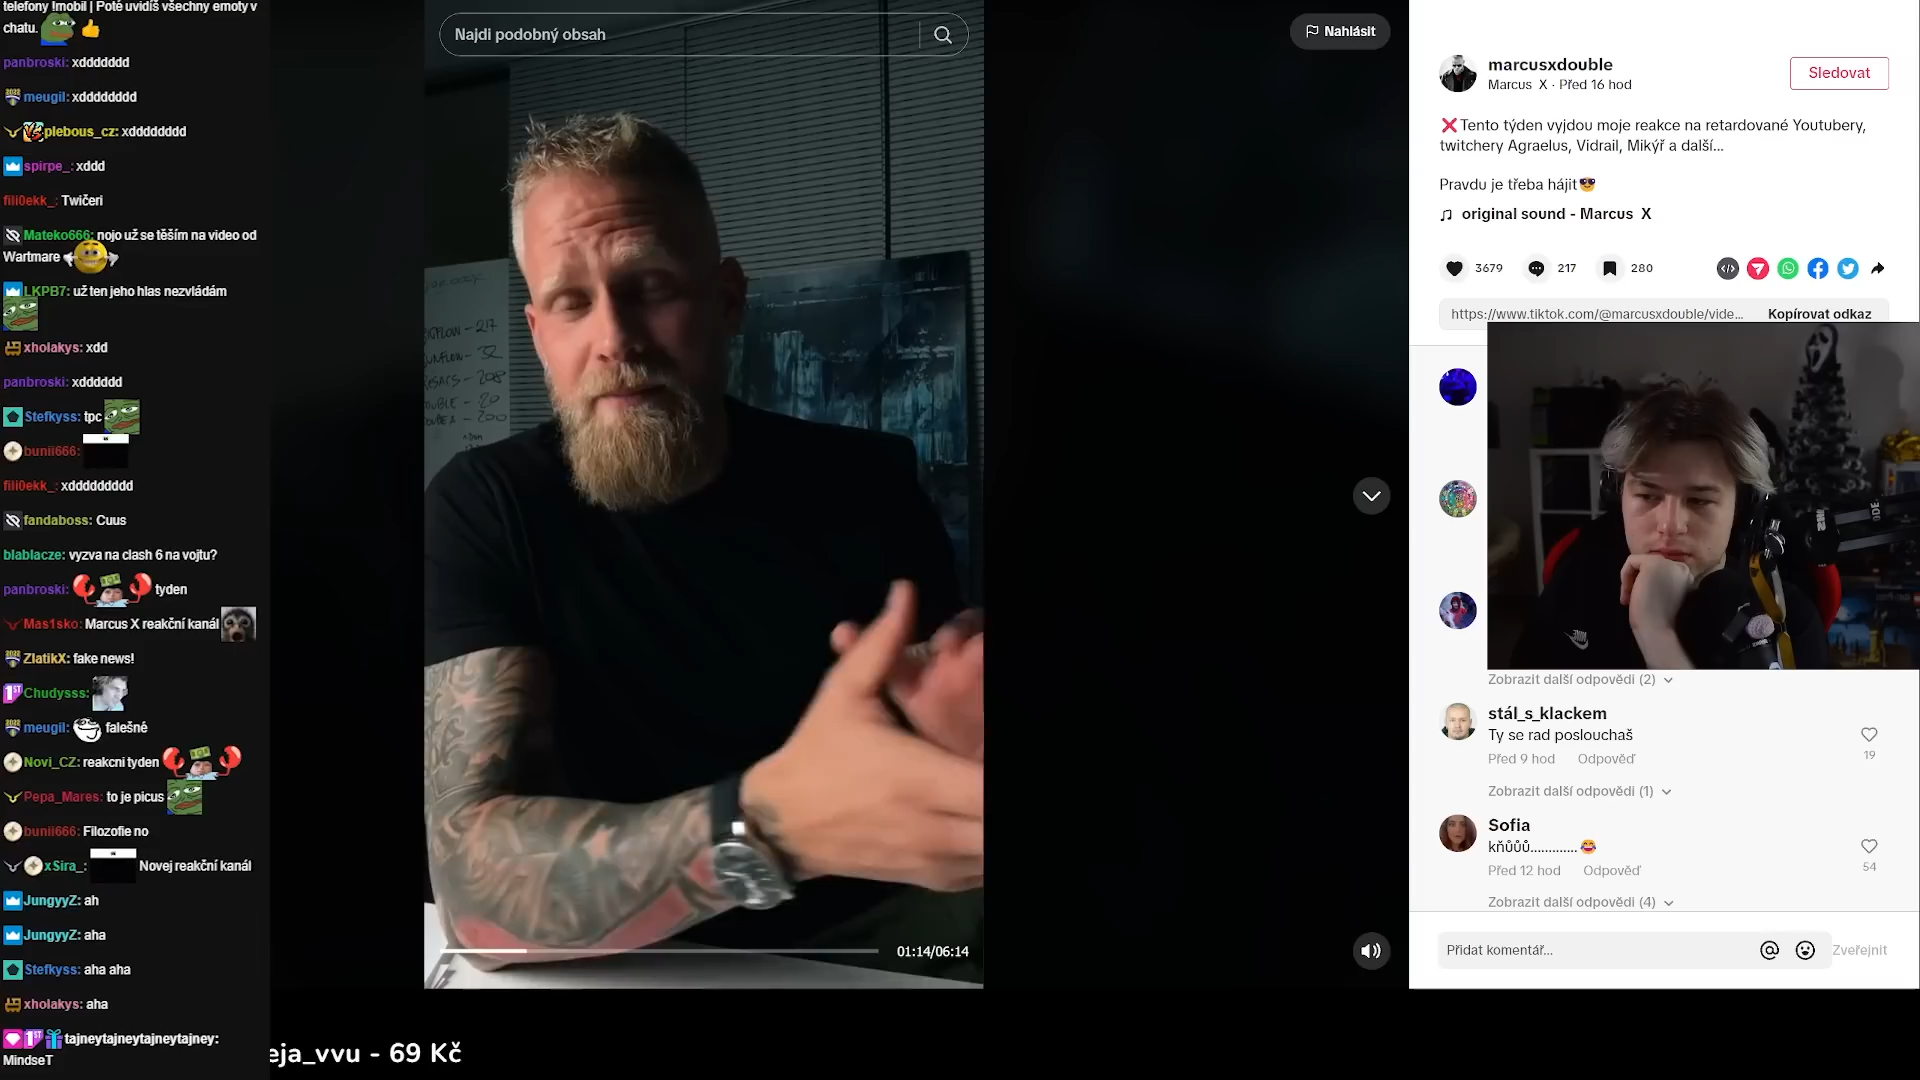 telefony !mobil | Poté uvidíš všechny emoty v
chatu.
panbroski: xddddddd
meugil: xdddddddd
plebous_cz: xdddddddd
spirpe_: xddd
fili0ekk_: Twičeri
Mateko666: nojo už se těším na video od
Wartmare
LKPB7: už ten jeho hlas nezvládám
xholakys: xdd
panbroski: xdddddd
Stefkyss: tpc
bunii666:
fili0ekk_: xddddddddd
fandaboss: Cuus
blablacze: vyzva na clash 6 na vojtu?
panbroski: tyden
Mas1sko: Marcus X reakční kanál
ZlatikX: fake news!
Chudysss:
meugil: falešné
Novi_CZ: reakcni tyden
Pepa_Mares: to je picus
bunii666: Filozofie no
xSira_: Novej reakční kanál
JungyyZ: ah
JungyyZ: aha
Stefkyss: aha aha
xholakys: aha
tajneytajneytajneytajney:
MindseT
Najdi podobný obsah
Nahlásit
01:14/06:14
eja_vvu - 69 Kč
marcusxdouble
Marcus X · Před 16 hod
Sledovat
❌Tento týden vyjdou moje reakce na retardované Youtubery,
twitchery Agraelus, Vidrail, Mikýř a další...
Pravdu je třeba hájit😎
♫ original sound - Marcus X
3679
217
280
https://www.tiktok.com/@marcusxdouble/vide...
Kopírovat odkaz
Zobrazit další odpovědi (2)
stál_s_klackem
Ty se rad poslouchaš
Před 9 hod Odpověď
19
Zobrazit další odpovědi (1)
Sofia
kňůůů.............😂
Před 12 hod Odpověď
54
Zobrazit další odpovědi (4)
Přidat komentář...
Zveřejnit